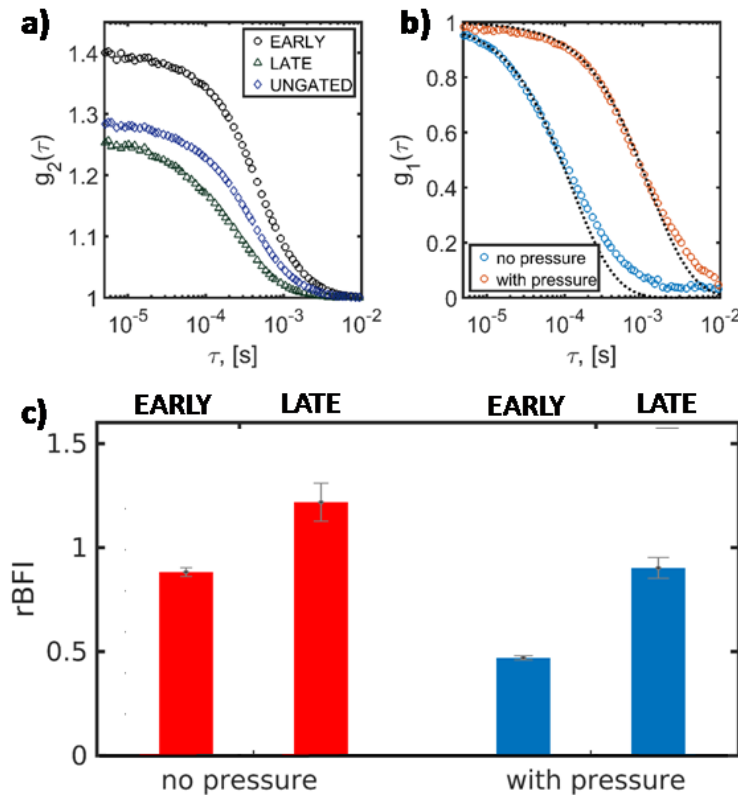 a)
1.4
1.3
1.2
1.1
1
g2(τ)
EARLY
LATE
UNGATED
10-5
10-4
10-3
10-2
τ, [s]
b)
1
0.8
0.6
0.4
0.2
0
g1(τ)
no pressure
with pressure
10-5
10-4
10-3
10-2
τ, [s]
c)
EARLY LATE EARLY LATE
1.5
1
0.5
0
rBFI
no pressure with pressure